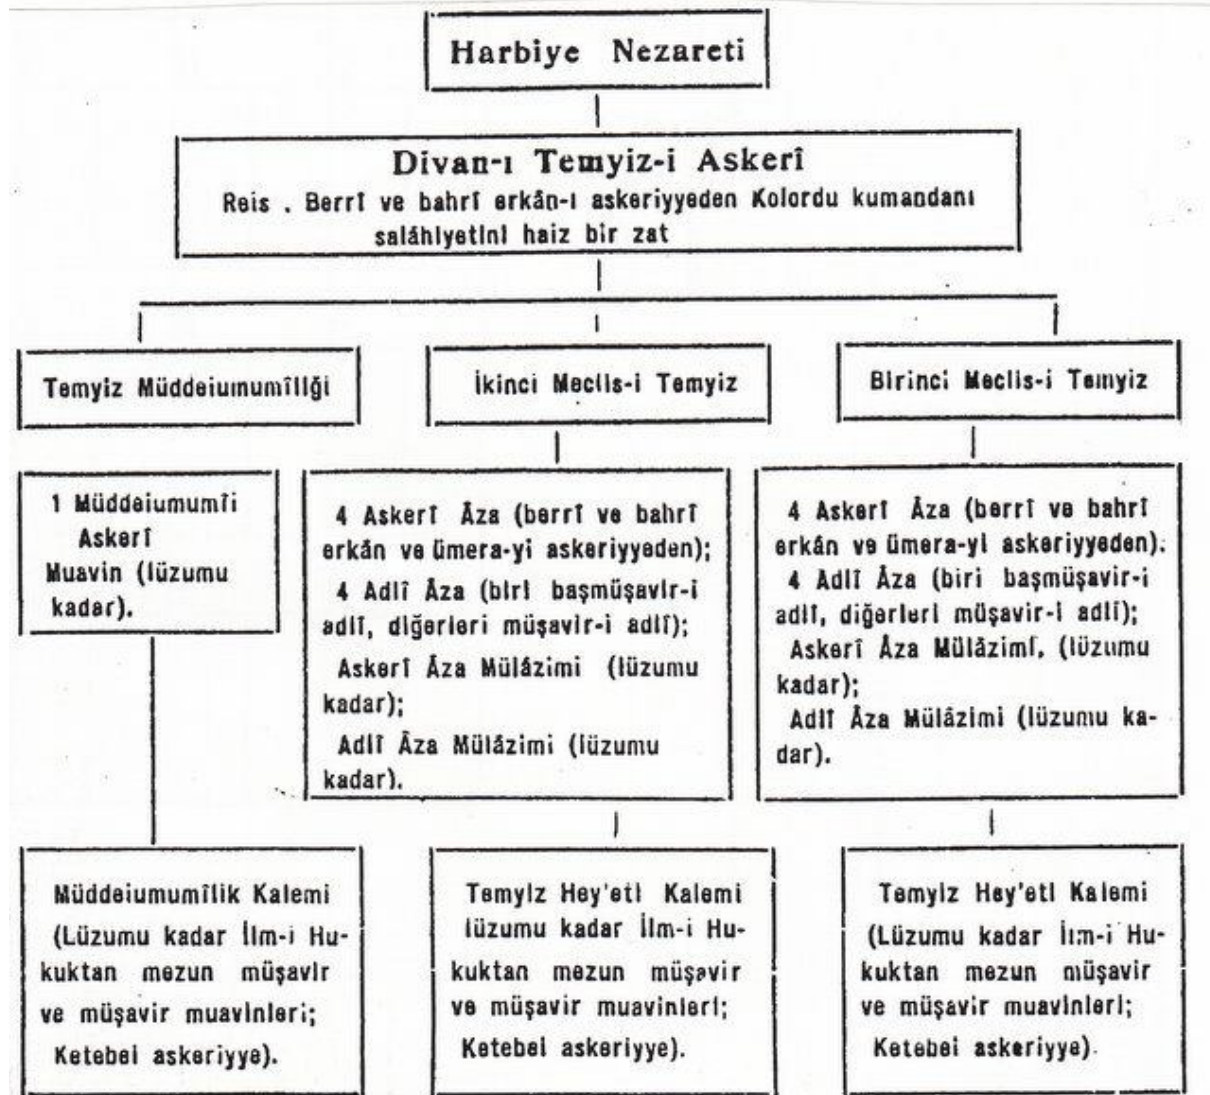 Harbiye Nezareti
Divan-ı Temyiz-i Askerî
Reis . Berrî ve bahrî erkân-ı askeriyyeden Kolordu kumandanı
salâhiyetini haiz bir zat
Temyiz Müddeiumumîliği
İkinci Meclis-i Temyiz
Birinci Meclis-i Temyiz
1 Müddeiumumîi
Askerî
Muavin (lüzumu
kadar).
4 Askerî Âza (berrî ve bahrî
erkân ve ümera-yi askeriyyeden);
4 Adlî Âza (biri başmüşavir-i
adlî, diğerleri müşavir-i adlî);
Askerî Âza Mülâzimi (lüzumu
kadar);
Adlî Âza Mülâzimi (lüzumu
kadar).
4 Askerî Âza (berrî ve bahrî
erkân ve ümera-yi askeriyyeden).
4 Adlî Âza (biri başmüşavir-i
adlî, diğerleri müşavir-i adlî);
Askerî Âza Mülâzimî, (lüzumu
kadar);
Adlî Âza Mülâzimi (lüzumu ka-
dar).
Müddeiumumîlik Kalemi
(Lüzumu kadar İlm-i Hu-
kuktan mezun müşavir
ve müşavir muavinleri;
Ketebei askeriyye).
Temyiz Hey'eti Kalemi
lüzumu kadar İlm-i Hu-
kuktan mezun müşavir
ve müşavir muavinleri;
Ketebei askeriyye).
Temyiz Hey'eti Kalemi
(Lüzumu kadar İlm-i Hu-
kuktan mezun müşavir
ve müşavir muavinleri;
Ketebei askeriyye).